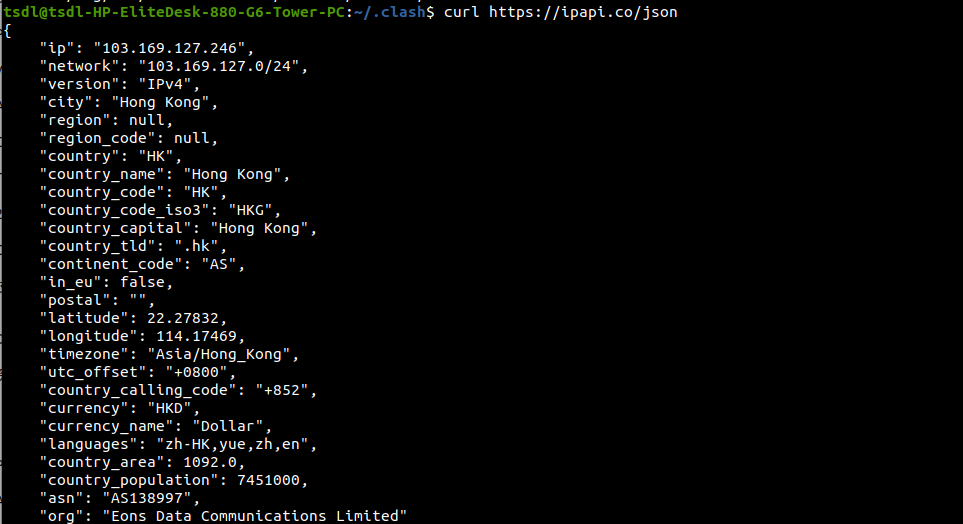 tsdl@tsdl-HP-EliteDesk-880-G6-Tower-PC:~/.clash$ curl https://ipapi.co/json
{
    "ip": "103.169.127.246",
    "network": "103.169.127.0/24",
    "version": "IPv4",
    "city": "Hong Kong",
    "region": null,
    "region_code": null,
    "country": "HK",
    "country_name": "Hong Kong",
    "country_code": "HK",
    "country_code_iso3": "HKG",
    "country_capital": "Hong Kong",
    "country_tld": ".hk",
    "continent_code": "AS",
    "in_eu": false,
    "postal": "",
    "latitude": 22.27832,
    "longitude": 114.17469,
    "timezone": "Asia/Hong_Kong",
    "utc_offset": "+0800",
    "country_calling_code": "+852",
    "currency": "HKD",
    "currency_name": "Dollar",
    "languages": "zh-HK,yue,zh,en",
    "country_area": 1092.0,
    "country_population": 7451000,
    "asn": "AS138997",
    "org": "Eons Data Communications Limited"